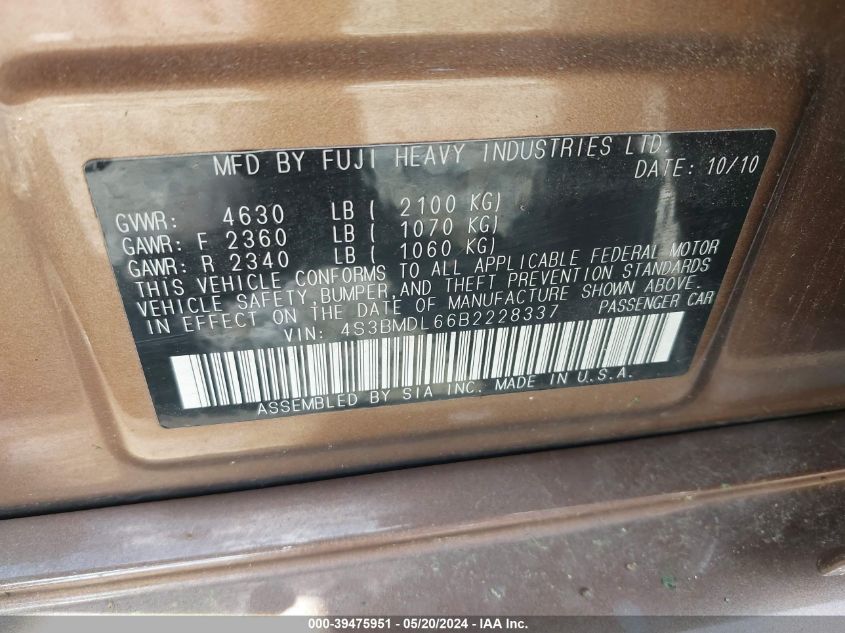 MFD BY FUJI HEAVY INDUSTRIES LTD.
DATE: 10/10
GVWR: 4630 LB ( 2100 KG)
GAWR: F 2360 LB ( 1070 KG)
GAWR: R 2340 LB ( 1060 KG)
THIS VEHICLE CONFORMS TO ALL APPLICABLE FEDERAL MOTOR
VEHICLE SAFETY, BUMPER, AND THEFT PREVENTION STANDARDS
IN EFFECT ON THE DATE OF MANUFACTURE SHOWN ABOVE.
VIN: 4S3BMDL66B2228337 PASSENGER CAR
ASSEMBLED BY SIA INC. MADE IN U.S.A.
000-39475951 - 05/20/2024 - IAA Inc.